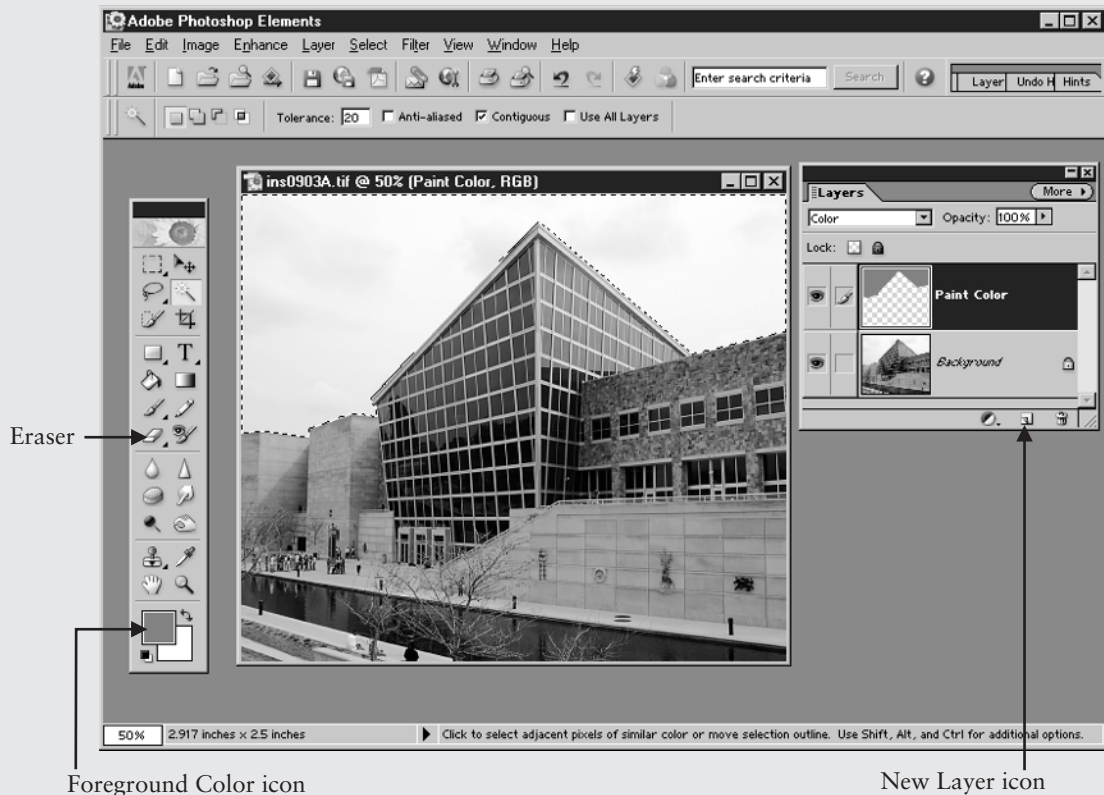 Adobe Photoshop Elements
File Edit Image Enhance Layer Select Filter View Window Help
Adobe
Enter search criteria
Search
Layer
Undo H
Hints
Tolerance: 20 Anti-aliased Contiguous Use All Layers
ins0903A.tif @ 50% (Paint Color, RGB)
Layers
More
Color
Opacity: 100%
Lock:
Paint Color
Background
T
Eraser
50%
2.917 inches × 2.5 inches
Click to select adjacent pixels of similar color or move selection outline. Use Shift, Alt, and Ctrl for additional options.
Foreground Color icon
New Layer icon